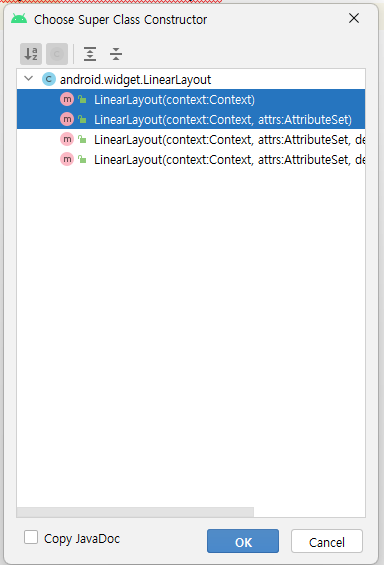 Choose Super Class Constructor
android.widget.LinearLayout
LinearLayout(context:Context)
LinearLayout(context:Context, attrs:AttributeSet)
LinearLayout(context:Context, attrs:AttributeSet, de
LinearLayout(context:Context, attrs:AttributeSet, de
Copy JavaDoc
OK
Cancel